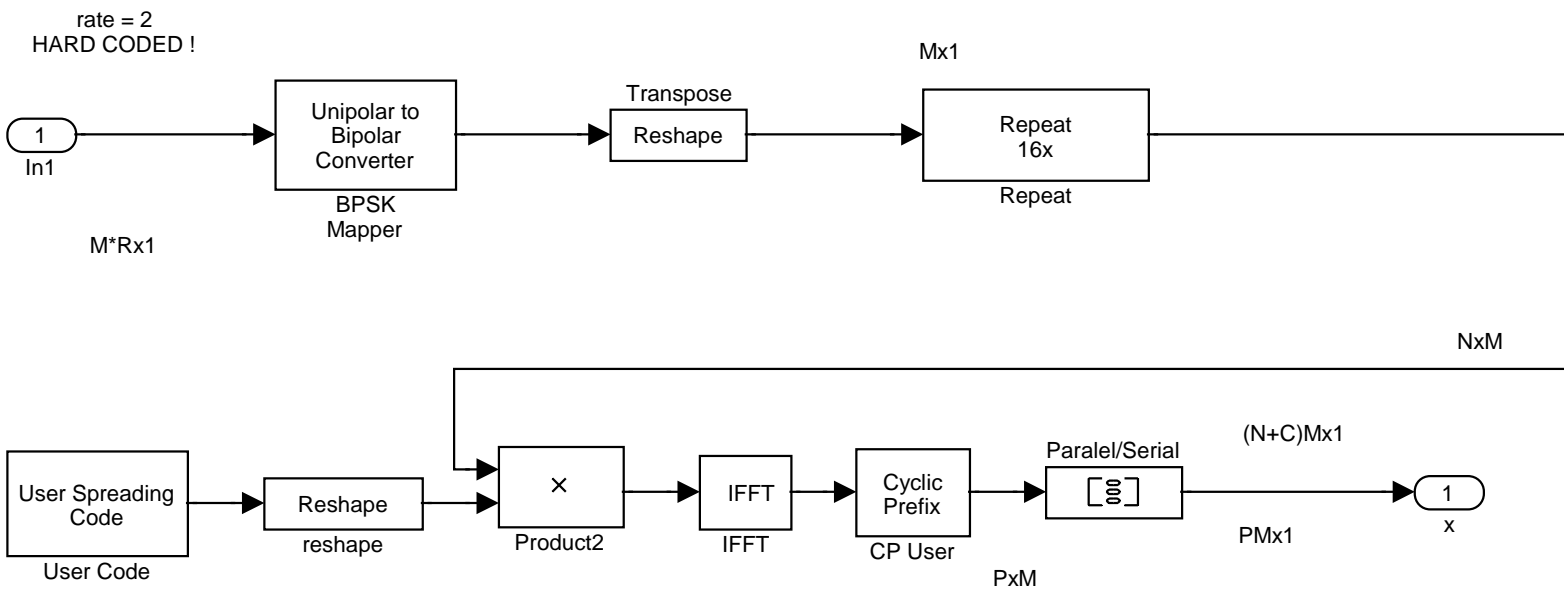 rate = 2
HARD CODED !
Mx1
Unipolar to
Bipolar
Converter
Transpose
Reshape
Repeat
16x
1
In1
BPSK
Mapper
Repeat
M*Rx1
NxM
(N+C)Mx1
User Spreading
Code
User Code
Reshape
reshape
×
Product2
IFFT
IFFT
Cyclic
Prefix
CP User
Paralel/Serial
1
x
PMx1
PxM